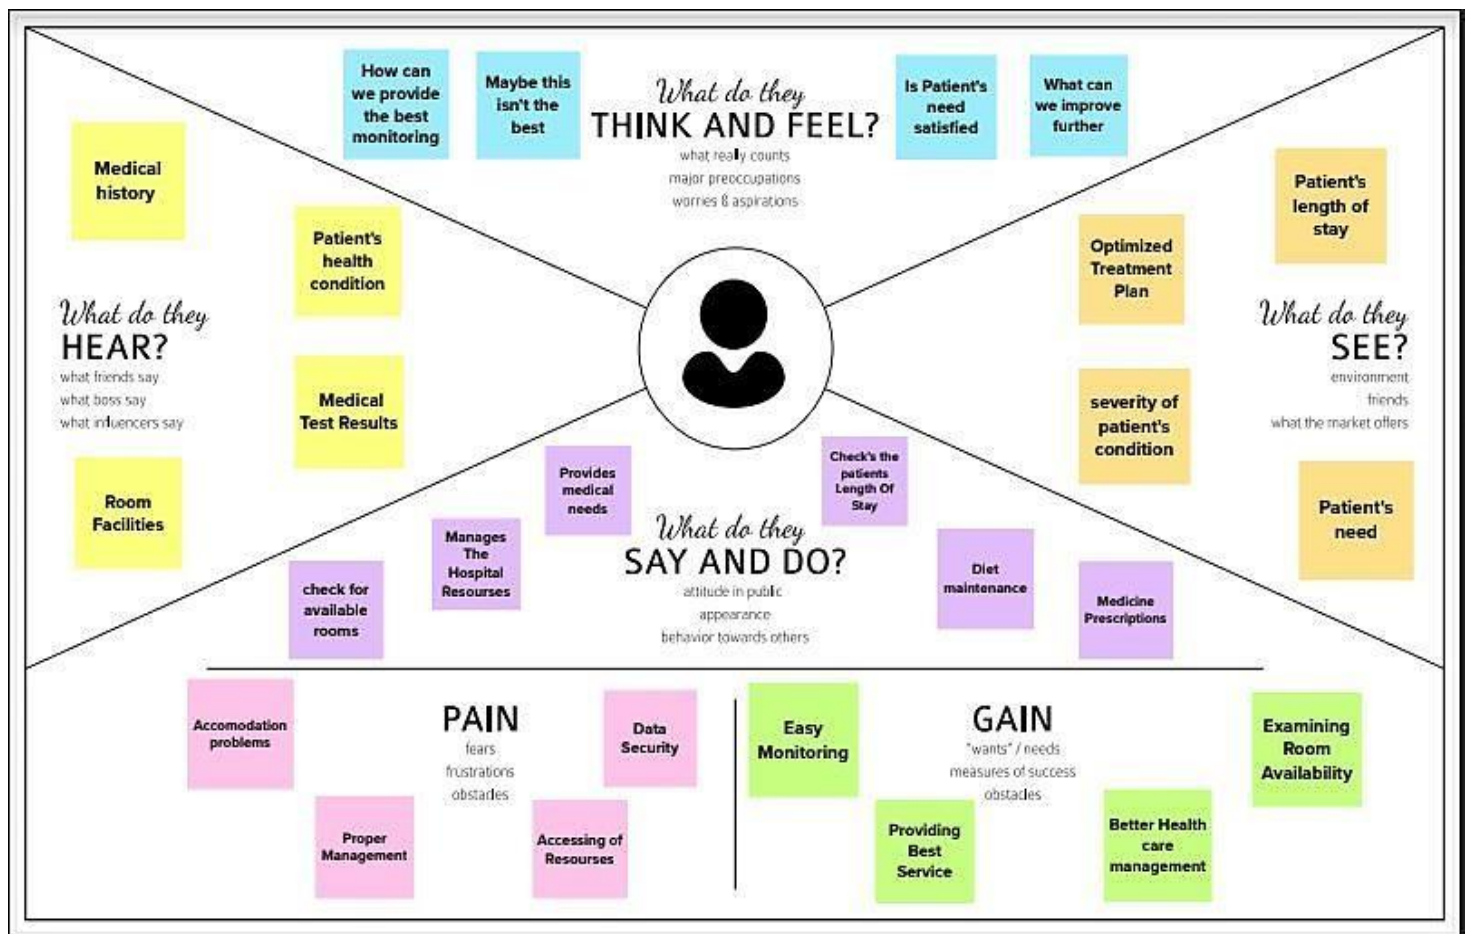 How can
we provide
the best
monitoring
Maybe this
isn't the
best
What do they
THINK AND FEEL?
what really counts
major preoccupations
worries & aspirations
Is Patient's
need
satisfied
What can
we improve
further
Medical
history
Patient's
health
condition
What do they
HEAR?
what friends say
what boss say
what influencers say
Medical
Test Results
Room
Facilities
Optimized
Treatment
Plan
Patient's
length of
stay
What do they
SEE?
environment
friends
what the market offers
severity of
patient's
condition
Patient's
need
check for
available
rooms
Manages
The
Hospital
Resourses
Provides
medical
needs
What do they
SAY AND DO?
attitude in public
appearance
behavior towards others
Check's the
patients
Length Of
Stay
Diet
maintenance
Medicine
Prescriptions
Accomodation
problems
PAIN
fears
frustrations
obstacles
Data
Security
Proper
Management
Accessing of
Resourses
Easy
Monitoring
GAIN
"wants" / needs
measures of success
obstacles
Examining
Room
Availability
Providing
Best
Service
Better Health
care
management